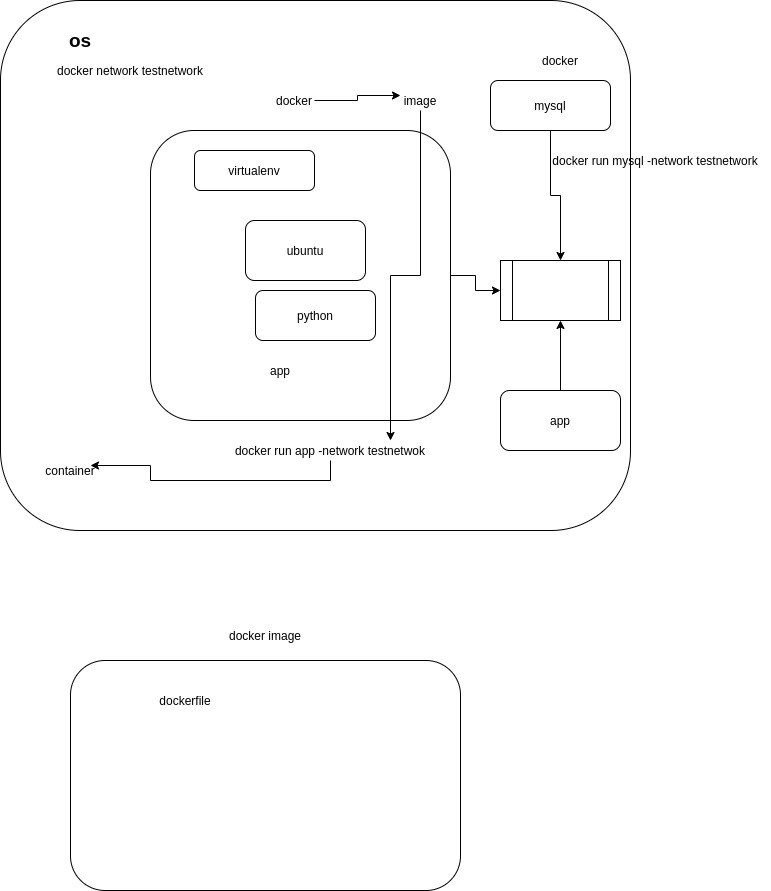 os
docker network testnetwork
docker
docker
image
mysql
virtualenv
docker run mysql -network testnetwork
ubuntu
python
app
app
docker run app -network testnetwok
container
docker image
dockerfile